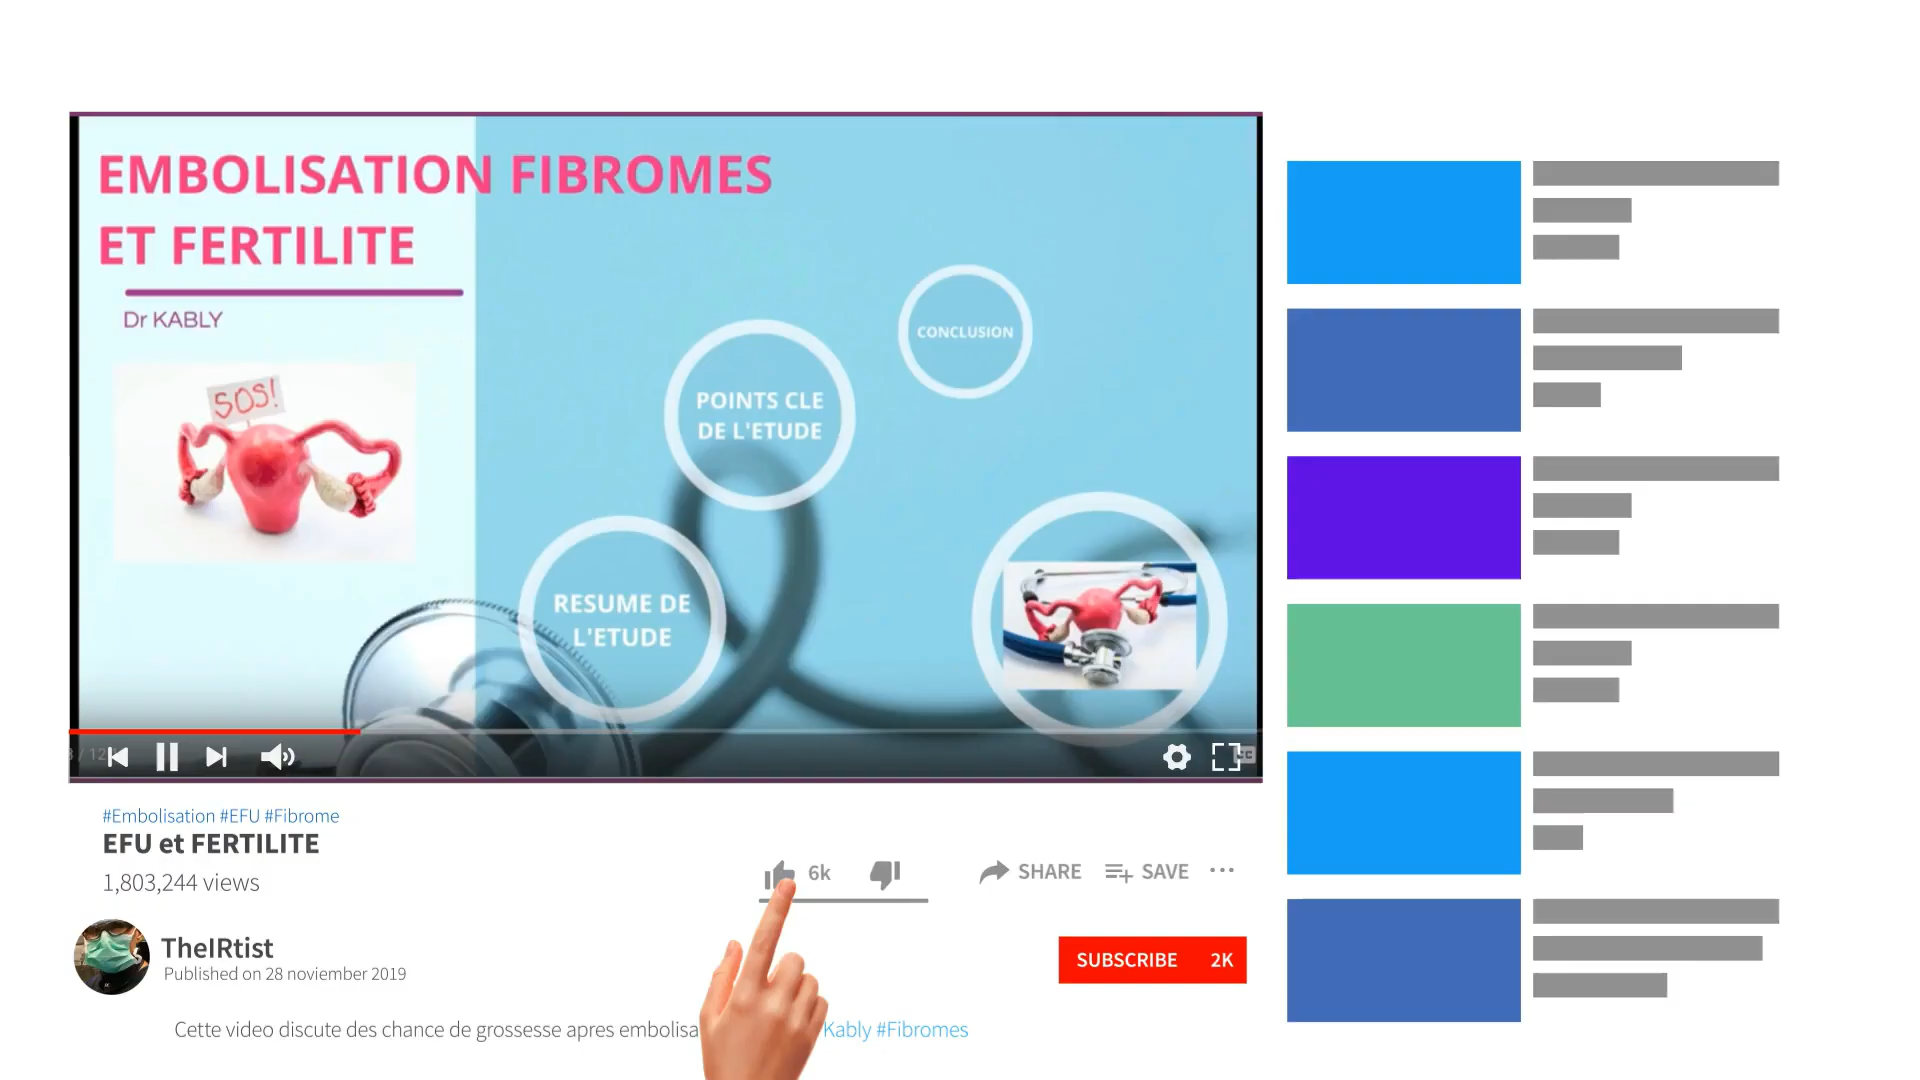 EMBOLISATION FIBROMES
ET FERTILITE
Dr KABLY
SOS!
CONCLUSION
POINTS CLE
DE L'ETUDE
RESUME DE
L'ETUDE
#Embolisation #EFU #Fibrome
EFU et FERTILITE
1,803,244 views
6k
SHARE
SAVE
TheIRtist
Published on 28 noviember 2019
SUBSCRIBE 2K
Cette video discute des chance de grossesse apres
Kably #Fibromes